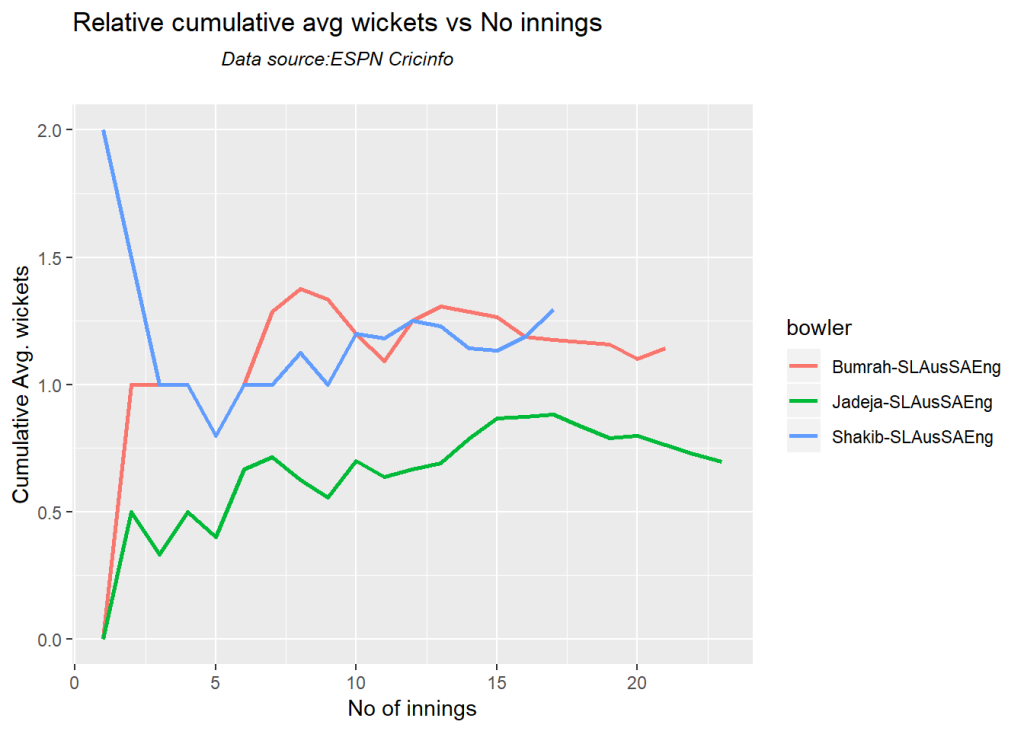 Relative cumulative avg wickets vs No innings
Data source:ESPN Cricinfo
Cumulative Avg. wickets
2.0
1.5
1.0
0.5
0.0
0 5 10 15 20
No of innings
bowler
Bumrah-SLAusSAEng
Jadeja-SLAusSAEng
Shakib-SLAusSAEng